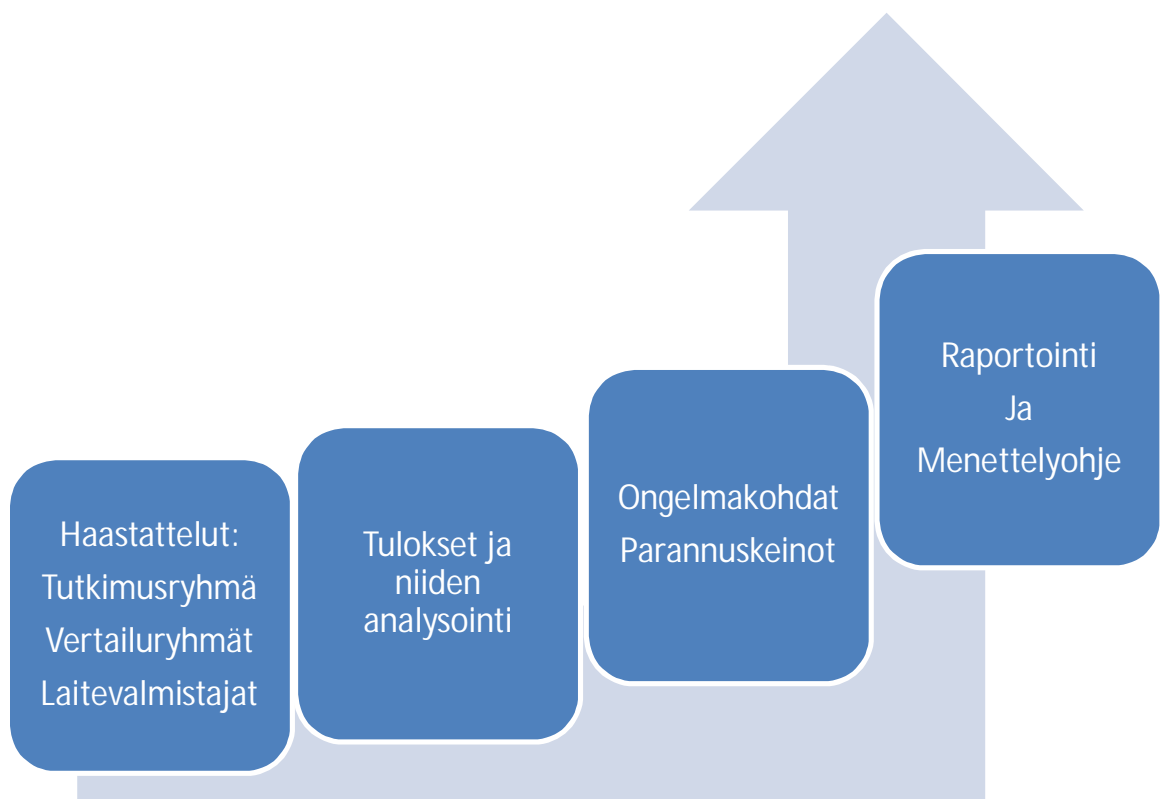 Haastattelut:
Tutkimusryhmä
Vertailuryhmät
Laitevalmistajat
Tulokset ja
niiden
analysointi
Ongelmakohdat
Parannuskeinot
Raportointi
Ja
Menettelyohje